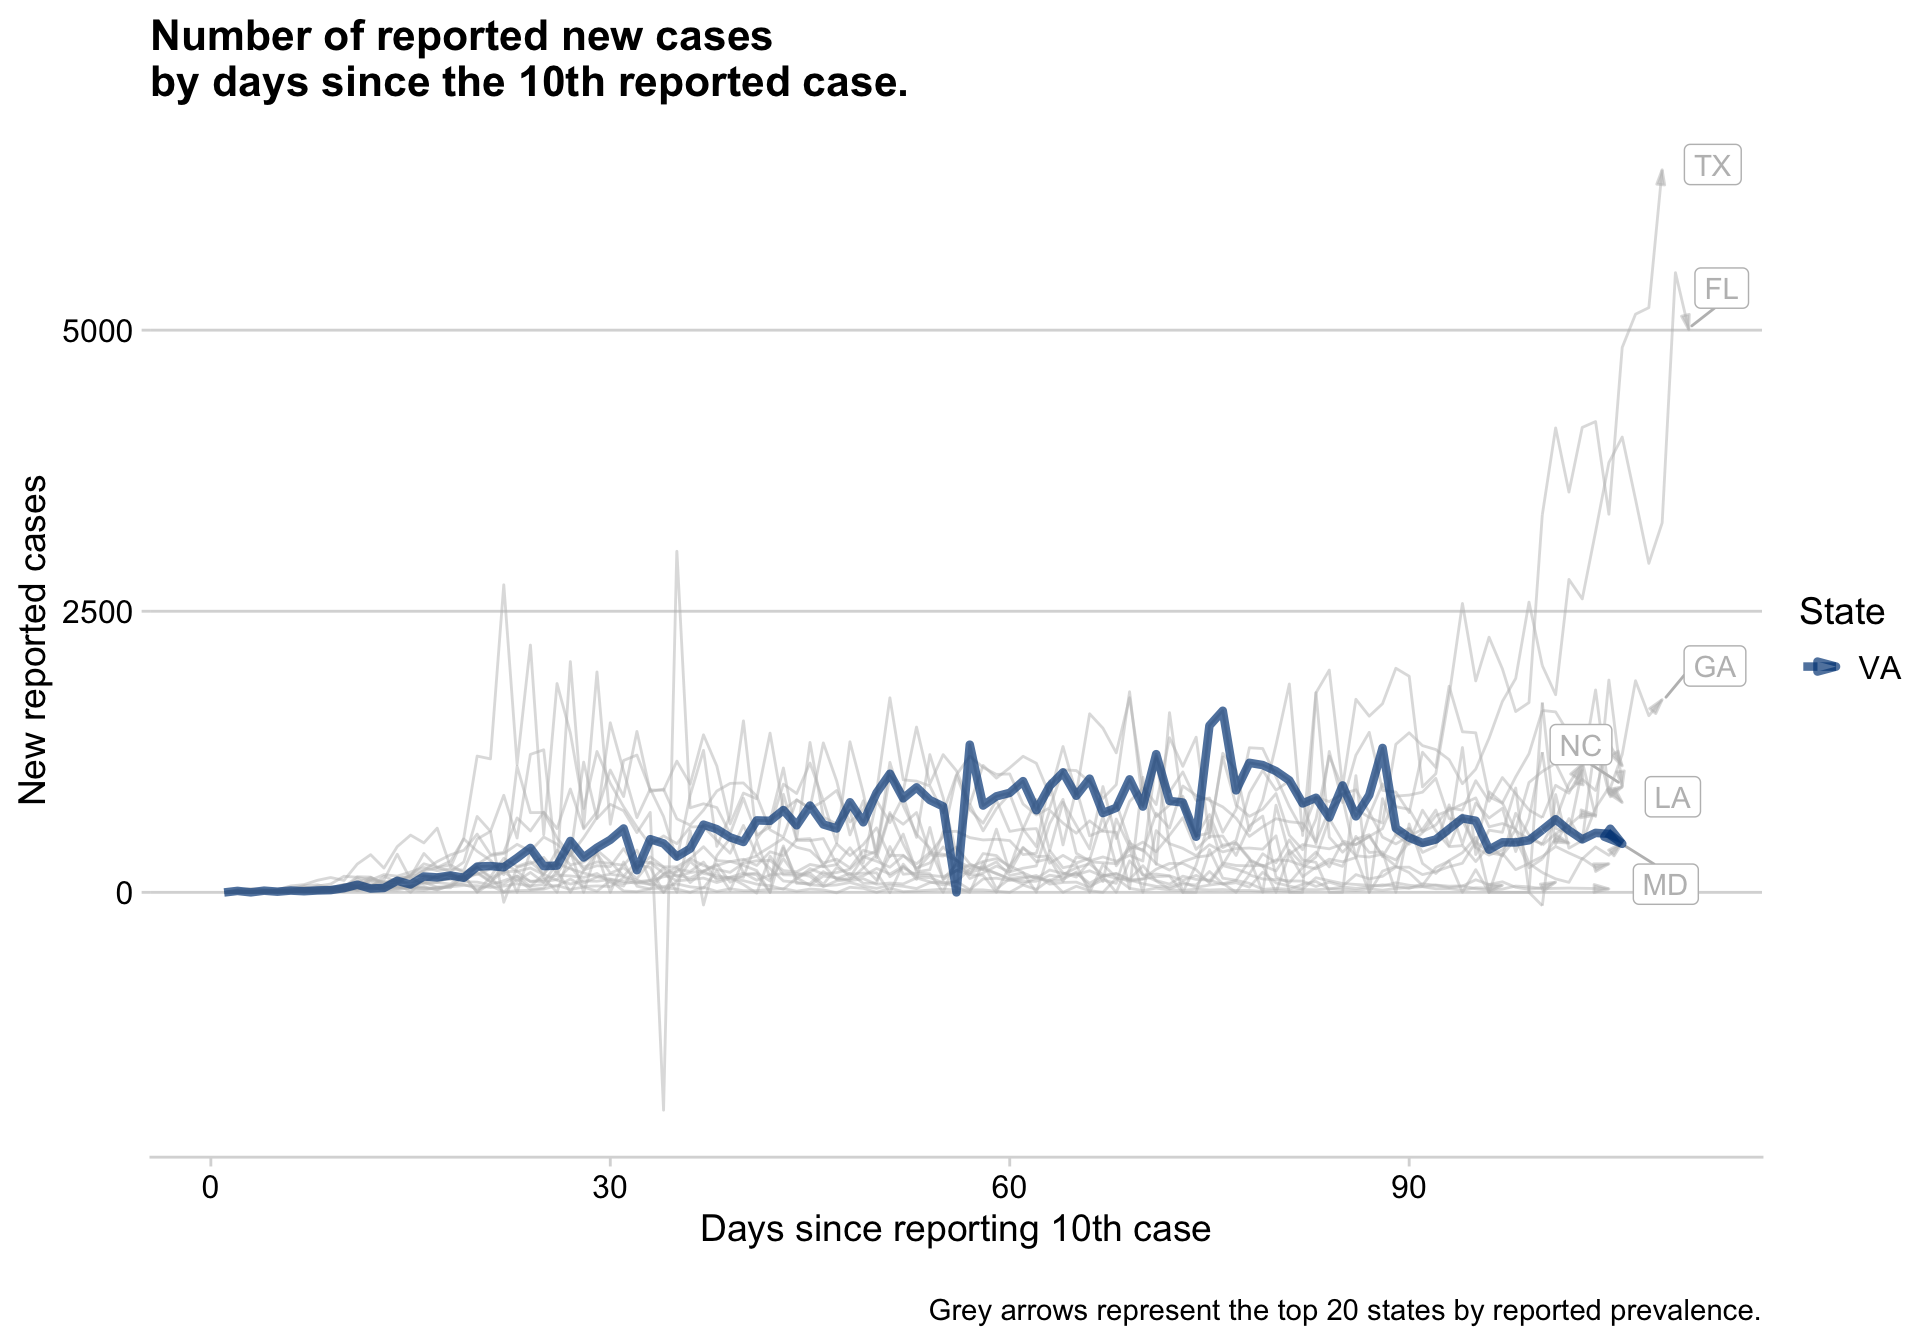 Number of reported new cases
by days since the 10th reported case.
TX
FL
5000
New reported cases
2500
State
VA
GA
NC
LA
MD
0
0
30
60
90
Days since reporting 10th case
Grey arrows represent the top 20 states by reported prevalence.